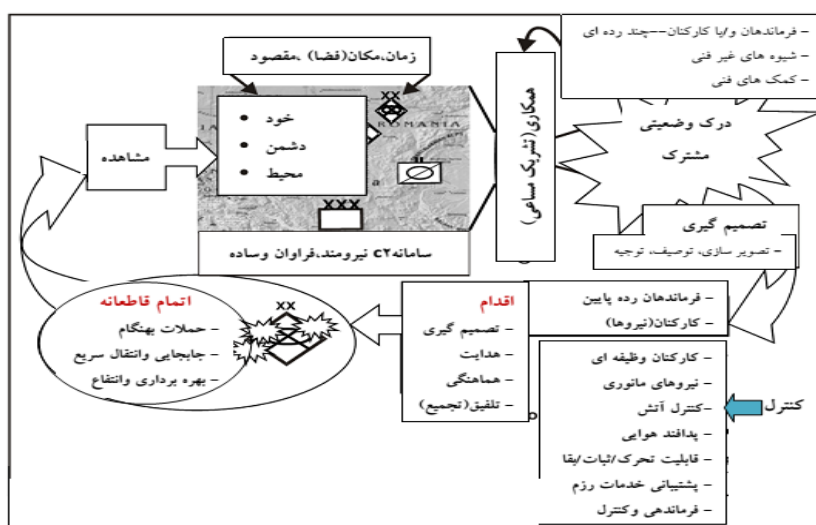 - فرماندهان و/یا کارکنان--چند رده ای
- شیوه های غیر فنی
- کمک های فنی
زمان،مکان(فضا) ،مقصود
همکاری(تشریک مساعی)
درک وضعیتی
مشترک
مشاهده
• خود
• دشمن
• محیط
XX
ROMANIA
a
II
XXX
سامانهC۲ نیرومند،فراوان وساده
تصمیم گیری
- تصویر سازی، توصیف، توجیه
- فرماندهان رده پایین
- کارکنان(نیروها)
اقدام
- تصمیم گیری
- هدایت
- هماهنگی
- تلفیق(تجمیع)
XX
اتمام قاطعانه
- حملات بهنگام
- جابجایی وانتقال سریع
- بهره برداری وانتفاع
- کارکنان وظیفه ای
- نیروهای مانوری
-کنترل آتش
- پدافند هوایی
- قابلیت تحرک/ثبات/بقا
- پشتیبانی خدمات رزم
- فرماندهی وکنترل
کنترل